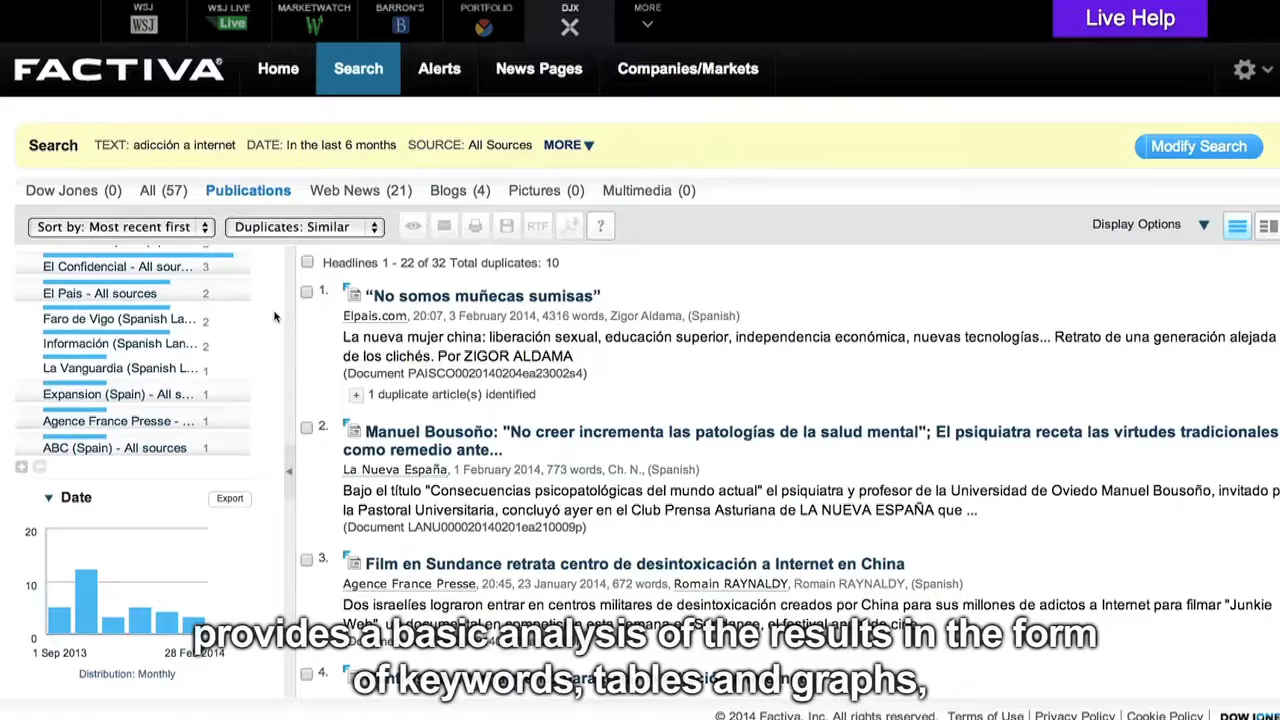 WSJ WSJ LIVE MARKETWATCH BARRON'S PORTFOLIO DJX MORE
WSJ Live W B
Live Help
FACTIVA Home Search Alerts News Pages Companies/Markets
Search TEXT: adicción a internet DATE: In the last 6 months SOURCE: All Sources MORE
Modify Search
Dow Jones (0) All (57) Publications Web News (21) Blogs (4) Pictures (0) Multimedia (0)
Sort by: Most recent first Duplicates: Similar RTF ? Display Options
El Confidencial - All sour... 3
El Pais - All sources 2
Faro de Vigo (Spanish La... 2
Información (Spanish Lan... 2
La Vanguardia (Spanish L... 1
Expansion (Spain) - All s... 1
Agence France Presse - ... 1
ABC (Spain) - All sources 1
Date Export
20
10
0
1 Sep 2013 28 Feb 2014
Distribution: Monthly
Headlines 1 - 22 of 32 Total duplicates: 10
1. “No somos muñecas sumisas”
Elpais.com, 20:07, 3 February 2014, 4316 words, Zigor Aldama, (Spanish)
La nueva mujer china: liberación sexual, educación superior, independencia económica, nuevas tecnologías... Retrato de una generación alejada
de los clichés. Por ZIGOR ALDAMA
(Document PAISCO0020140204ea23002s4)
+ 1 duplicate article(s) identified
2. Manuel Bousoño: "No creer incrementa las patologías de la salud mental"; El psiquiatra receta las virtudes tradicionales
como remedio ante...
La Nueva España, 1 February 2014, 773 words, Ch. N., (Spanish)
Bajo el título "Consecuencias psicopatológicas del mundo actual" el psiquiatra y profesor de la Universidad de Oviedo Manuel Bousoño, invitado p
la Pastoral Universitaria, concluyó ayer en el Club Prensa Asturiana de LA NUEVA ESPAÑA que ...
(Document LANU000020140201ea210009p)
3. Film en Sundance retrata centro de desintoxicación a Internet en China
Agence France Presse, 20:45, 23 January 2014, 672 words, Romain RAYNALDY, Romain RAYNALDY, (Spanish)
Dos israelíes lograron entrar en centros militares de desintoxicación creados por China para sus millones de adictos a Internet para filmar "Junkie
4.
provides a basic analysis of the results in the form
of keywords, tables and graphs,
© 2014 Factiva, Inc. All rights reserved. Terms of Use Privacy Policy Cookie Policy DOW JONE